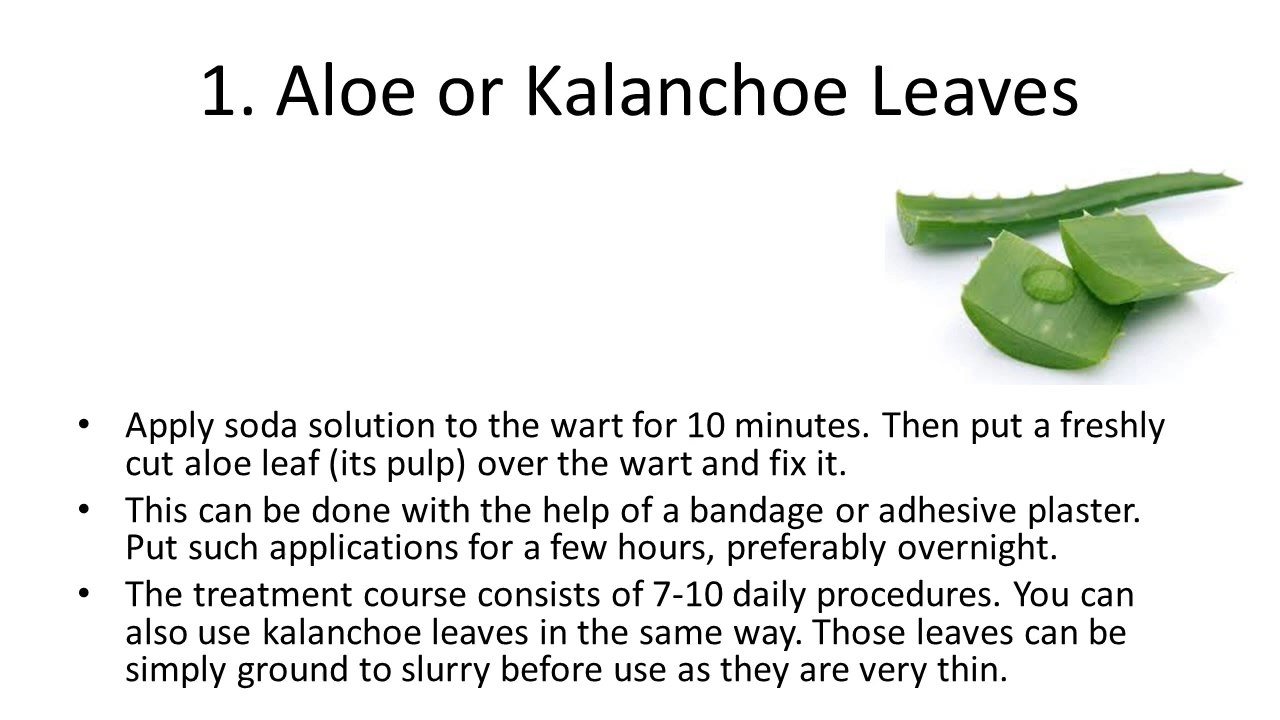 1. Aloe or Kalanchoe Leaves
• Apply soda solution to the wart for 10 minutes. Then put a freshly
cut aloe leaf (its pulp) over the wart and fix it.
• This can be done with the help of a bandage or adhesive plaster.
Put such applications for a few hours, preferably overnight.
• The treatment course consists of 7-10 daily procedures. You can
also use kalanchoe leaves in the same way. Those leaves can be
simply ground to slurry before use as they are very thin.